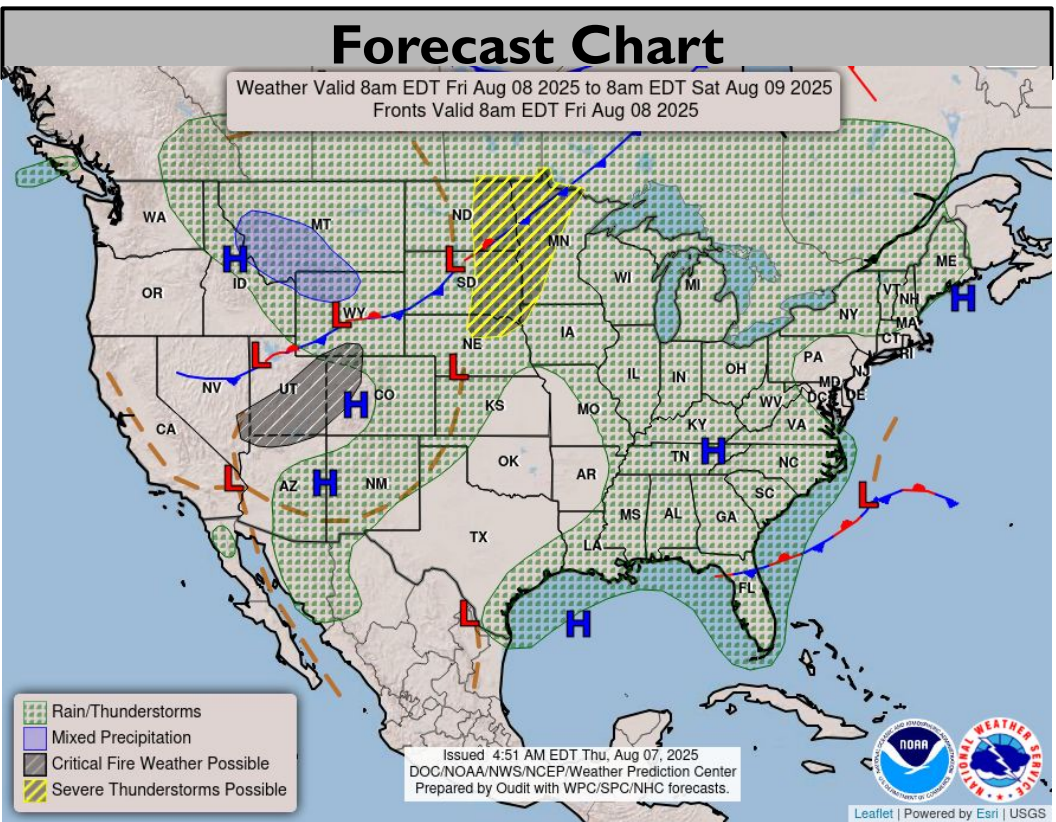 Forecast Chart
Weather Valid 8am EDT Fri Aug 08 2025 to 8am EDT Sat Aug 09 2025
Fronts Valid 8am EDT Fri Aug 08 2025
WA
MT
ND
MN
ME
H
L
ID
SD
WI
MI
VT
NH
H
OR
L
WY
NY
MA
CT
RI
L
NE
IA
PA
NJ
NV
UT
L
IL
IN
OH
MD
DC
DE
H
CO
KS
MO
WV
VA
CA
KY
H
TN
NC
L
AZ
H
NM
OK
AR
SC
L
TX
MS
AL
GA
LA
FL
L
H
Rain/Thunderstorms
Mixed Precipitation
Critical Fire Weather Possible
Severe Thunderstorms Possible
Issued 4:51 AM EDT Thu, Aug 07, 2025
DOC/NOAA/NWS/NCEP/Weather Prediction Center
Prepared by Oudit with WPC/SPC/NHC forecasts.
NOAA
NATIONAL WEATHER SERVICE
Leaflet | Powered by Esri | USGS